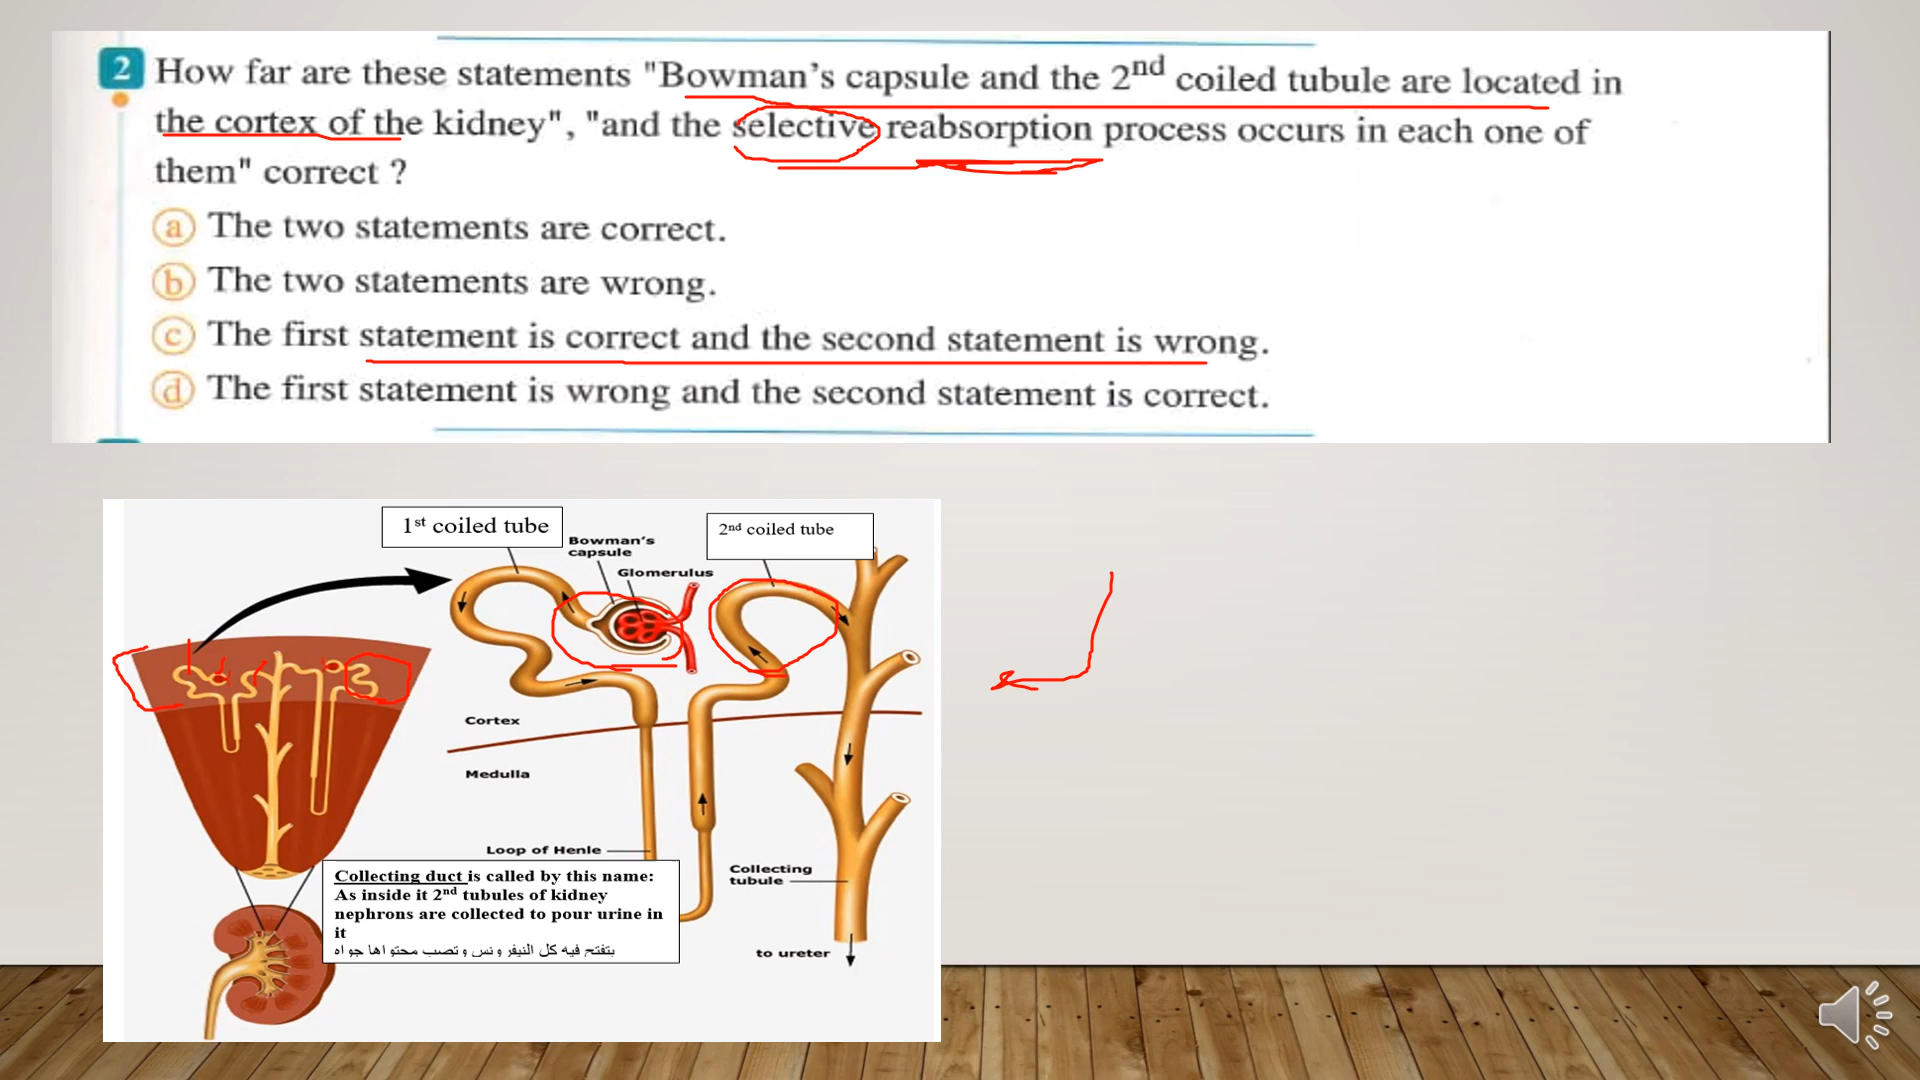 2 How far are these statements "Bowman's capsule and the 2nd coiled tubule are located in
the cortex of the kidney", "and the selective reabsorption process occurs in each one of
them" correct ?
a The two statements are correct.
b The two statements are wrong.
c The first statement is correct and the second statement is wrong.
d The first statement is wrong and the second statement is correct.
1st coiled tube
Bowman's
capsule
2nd coiled tube
Glomerulus
Cortex
Medulla
Loop of Henle
Collecting duct is called by this name:
As inside it 2nd tubules of kidney
nephrons are collected to pour urine in
it
بتفتح فيه كل النيفرونس وتصب محتواها جواه
Collecting
tubule
to ureter